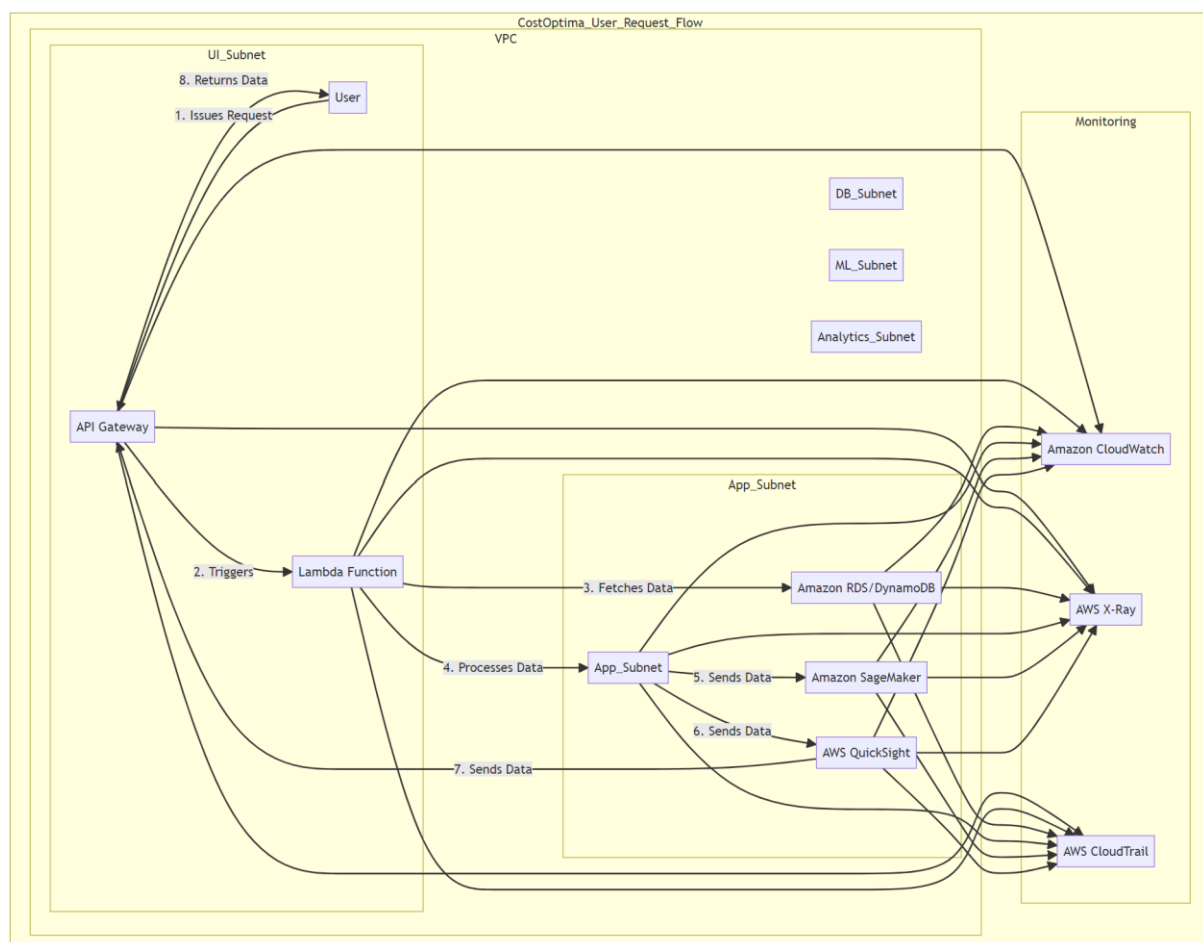 CostOptima_User_Request_Flow
VPC
UI_Subnet
8. Returns Data
User
1. Issues Request
Monitoring
DB_Subnet
ML_Subnet
Analytics_Subnet
API Gateway
Amazon CloudWatch
App_Subnet
2. Triggers
Lambda Function
3. Fetches Data
Amazon RDS/DynamoDB
AWS X-Ray
4. Processes Data
App_Subnet
5. Sends Data
Amazon SageMaker
6. Sends Data
AWS QuickSight
7. Sends Data
AWS CloudTrail